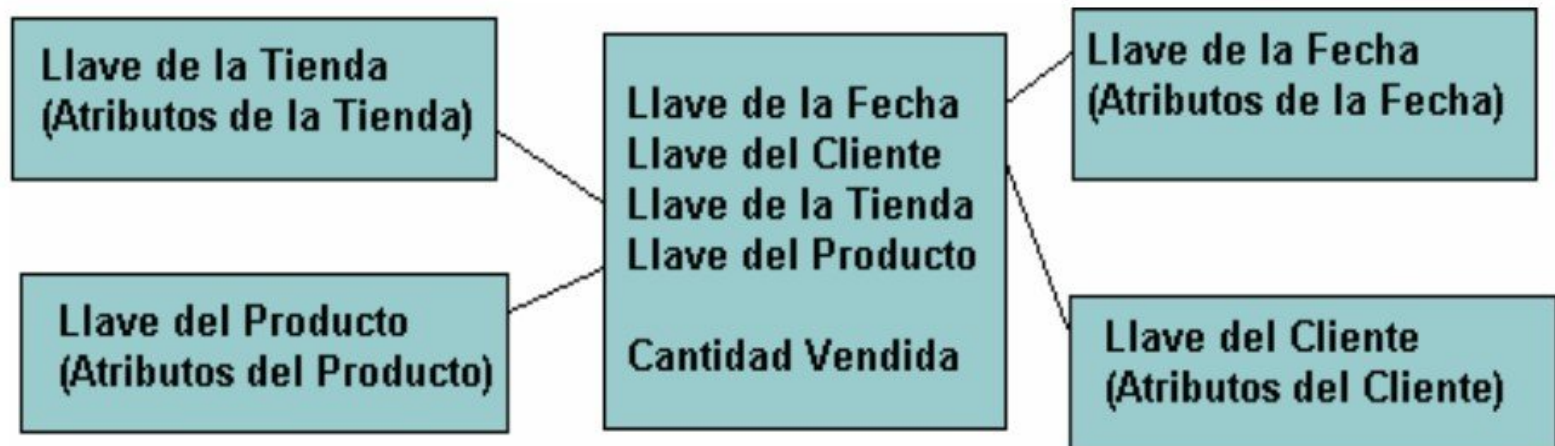 Llave de la Tienda
(Atributos de la Tienda)
Llave del Producto
(Atributos del Producto)
Llave de la Fecha
Llave del Cliente
Llave de la Tienda
Llave del Producto
Cantidad Vendida
Llave de la Fecha
(Atributos de la Fecha)
Llave del Cliente
(Atributos del Cliente)